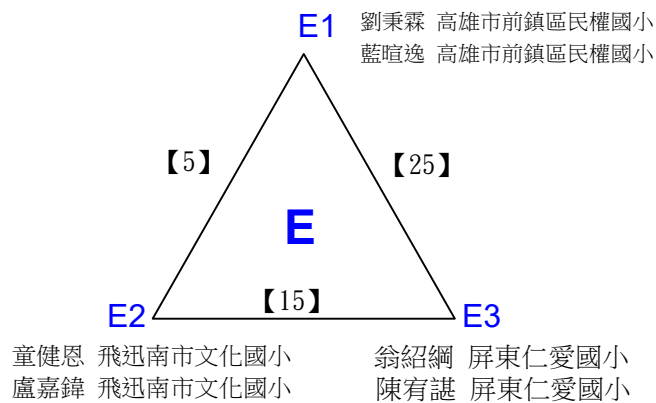 E1
劉秉霖 高雄市前鎮區民權國小
藍暄逸 高雄市前鎮區民權國小
【5】
【25】
E
【15】
E2
E3
童健恩 飛迅南市文化國小
盧嘉鍏 飛迅南市文化國小
翁紹綱 屏東仁愛國小
陳宥諶 屏東仁愛國小